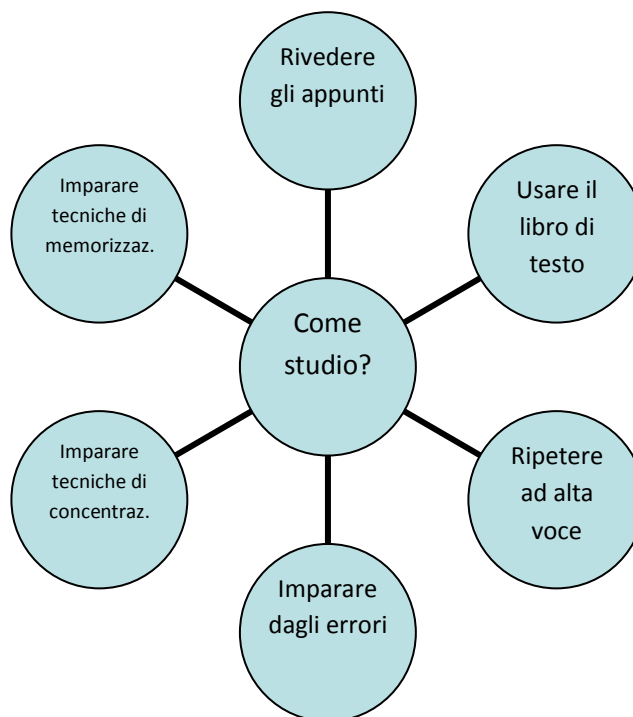 Rivedere
gli appunti
Imparare
tecniche di
memorizzaz.
Usare il
libro di
testo
Come
studio?
Imparare
tecniche di
concentraz.
Ripetere
ad alta
voce
Imparare
dagli errori